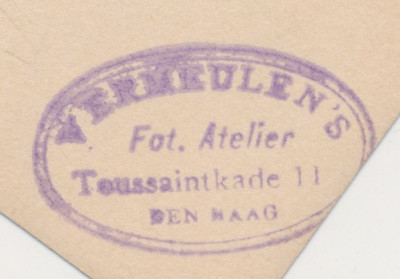 VERMEULEN'S
Fot. Atelier
Toussaintkade 11
DEN HAAG